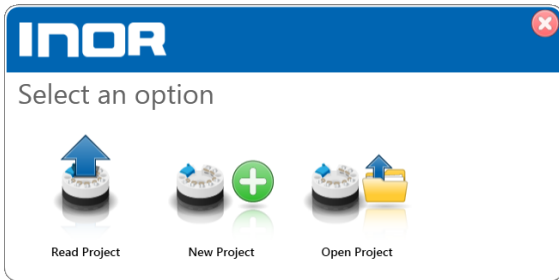 INOR
Select an option
Read Project
New Project
Open Project